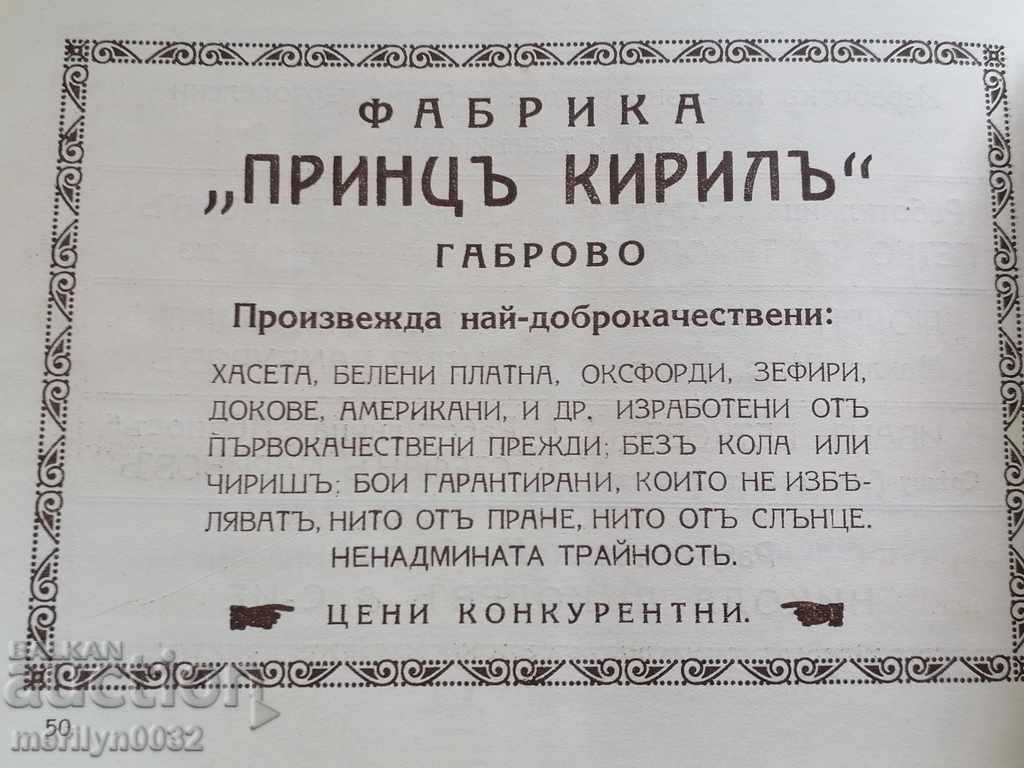 ФАБРИКА
„ПРИНЦЪ КИРИЛЪ“
ГАБРОВО
Произвежда най-доброкачествени:
ХАСЕТА, БЕЛЕНИ ПЛАТНА, ОКСФОРДИ, ЗЕФИРИ,
ДОКОВЕ, АМЕРИКАНИ, И ДР. ИЗРАБОТЕНИ ОТЪ
ПЪРВОКАЧЕСТВЕНИ ПРЕЖДИ; БЕЗЪ КОЛА ИЛИ
ЧИРИШЪ; БОИ ГАРАНТИРАНИ, КОИТО НЕ ИЗБѢ-
ЛЯВАТЪ, НИТО ОТЪ ПРАНЕ, НИТО ОТЪ СЛЪНЦЕ.
НЕНАДМИНАТА ТРАЙНОСТЬ.
ЦЕНИ КОНКУРЕНТНИ.
50
BALKAN
auction
merilyn0032